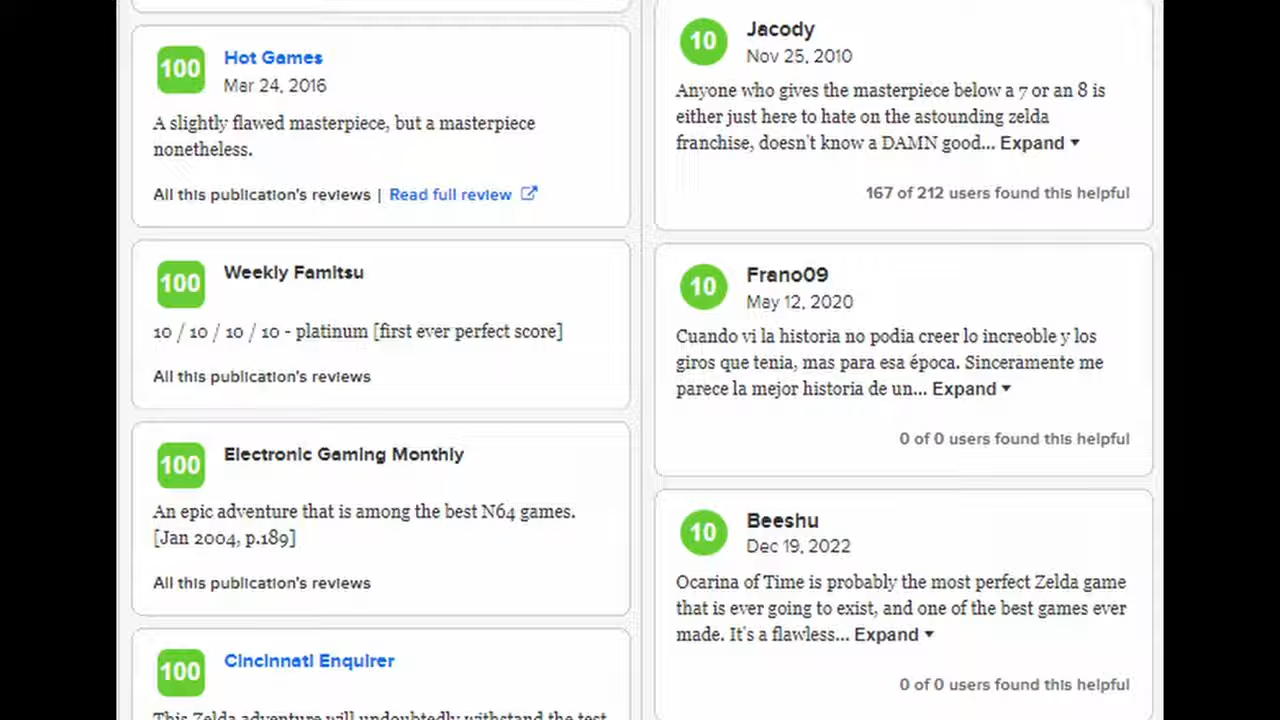 100
Hot Games
Mar 24, 2016
A slightly flawed masterpiece, but a masterpiece
nonetheless.
All this publication's reviews | Read full review
100
Weekly Famitsu
10 / 10 / 10 / 10 - platinum [first ever perfect score]
All this publication's reviews
100
Electronic Gaming Monthly
An epic adventure that is among the best N64 games.
[Jan 2004, p.189]
All this publication's reviews
100
Cincinnati Enquirer
This Zelda adventure will undoubtedly withstand the test
10
Jacody
Nov 25, 2010
Anyone who gives the masterpiece below a 7 or an 8 is
either just here to hate on the astounding zelda
franchise, doesn't know a DAMN good... Expand
167 of 212 users found this helpful
10
Frano09
May 12, 2020
Cuando vi la historia no podia creer lo increoble y los
giros que tenia, mas para esa época. Sinceramente me
parece la mejor historia de un... Expand
0 of 0 users found this helpful
10
Beeshu
Dec 19, 2022
Ocarina of Time is probably the most perfect Zelda game
that is ever going to exist, and one of the best games ever
made. It's a flawless... Expand
0 of 0 users found this helpful